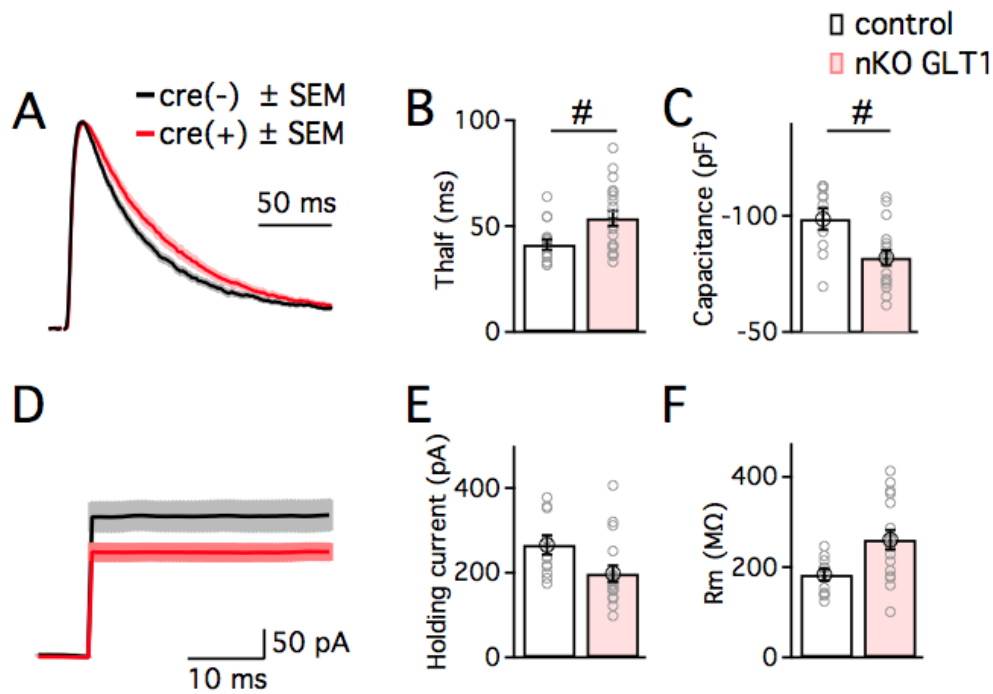 control
nKO GLT1
A
cre(-) ± SEM
cre(+) ± SEM
50 ms
B
#
100
50
0
Thalf (ms)
C
#
-100
-50
Capacitance (pF)
D
50 pA
10 ms
E
400
200
0
Holding current (pA)
F
400
200
0
Rm (MΩ)